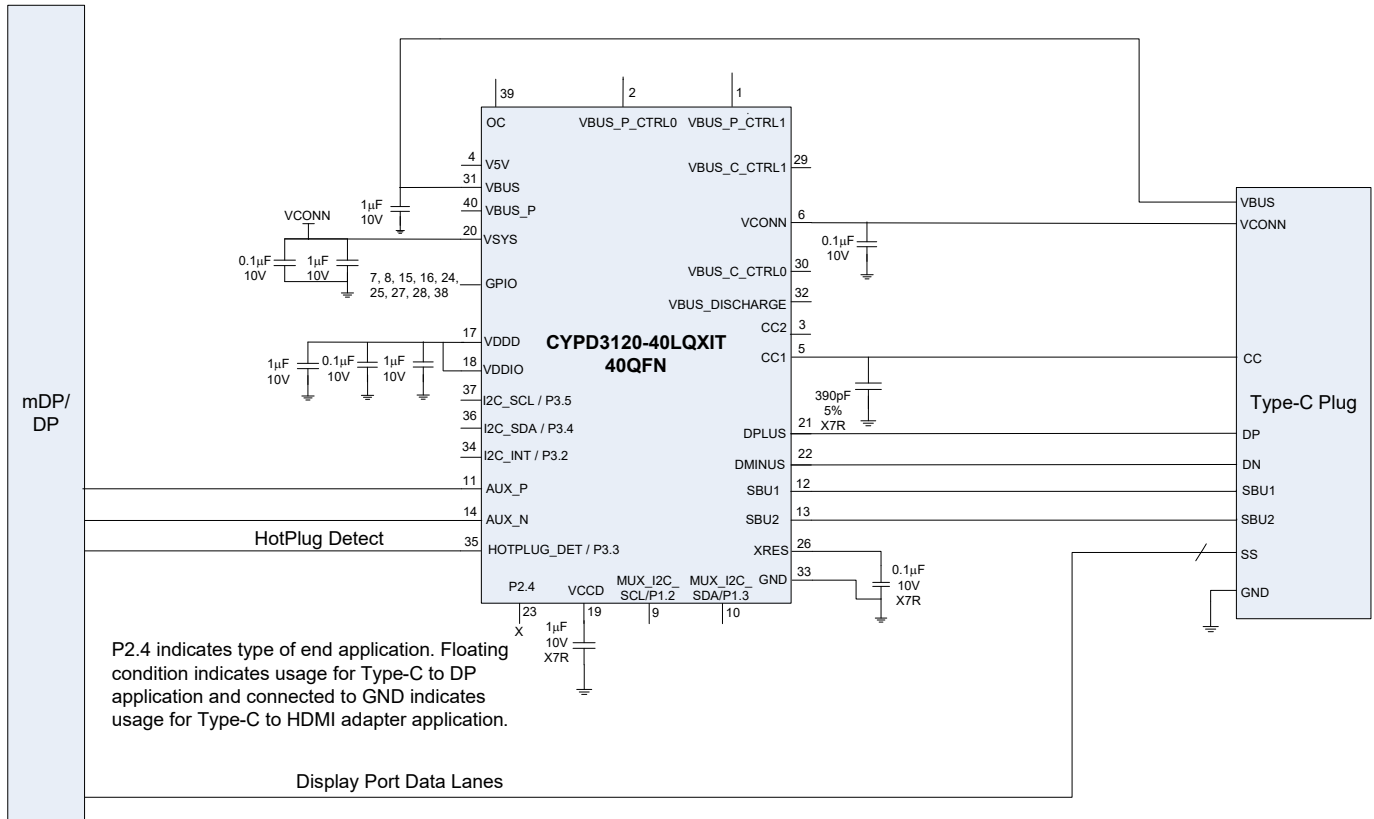 39
2
1
OC
VBUS_P_CTRL0
VBUS_P_CTRL1
4
V5V
VBUS_C_CTRL1
29
31
VBUS
VBUS
1µF
10V
40
VBUS_P
VCONN
VCONN
6
VCONN
20
VSYS
0.1µF
10V
1µF
10V
0.1µF
10V
VBUS_C_CTRL0
30
7, 8, 15, 16, 24,
25, 27, 28, 38
GPIO
VBUS_DISCHARGE
32
CC2
3
17
VDDD
CYPD3120-40LQXIT
40QFN
CC1
5
CC
1µF
10V
0.1µF
10V
1µF
10V
18
VDDIO
390pF
5%
X7R
mDP/
DP
Type-C Plug
37
I2C_SCL / P3.5
36
I2C_SDA / P3.4
DPLUS
21
DP
34
I2C_INT / P3.2
DMINUS
22
DN
11
AUX_P
SBU1
12
SBU1
14
AUX_N
SBU2
13
SBU2
HotPlug Detect
35
HOTPLUG_DET / P3.3
XRES
26
SS
0.1µF
10V
X7R
P2.4
VCCD
MUX_I2C_
SCL/P1.2
MUX_I2C_
SDA/P1.3
GND
33
GND
23
X
19
9
10
1µF
10V
X7R
P2.4 indicates type of end application. Floating
condition indicates usage for Type-C to DP
application and connected to GND indicates
usage for Type-C to HDMI adapter application.
Display Port Data Lanes